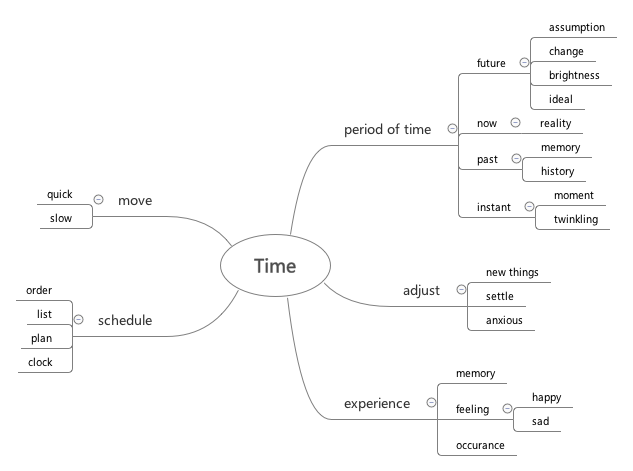 Time
period of time
future
assumption
change
brightness
ideal
now
reality
past
memory
history
instant
moment
twinkling
adjust
new things
settle
anxious
experience
memory
feeling
happy
sad
occurance
move
quick
slow
schedule
order
list
plan
clock